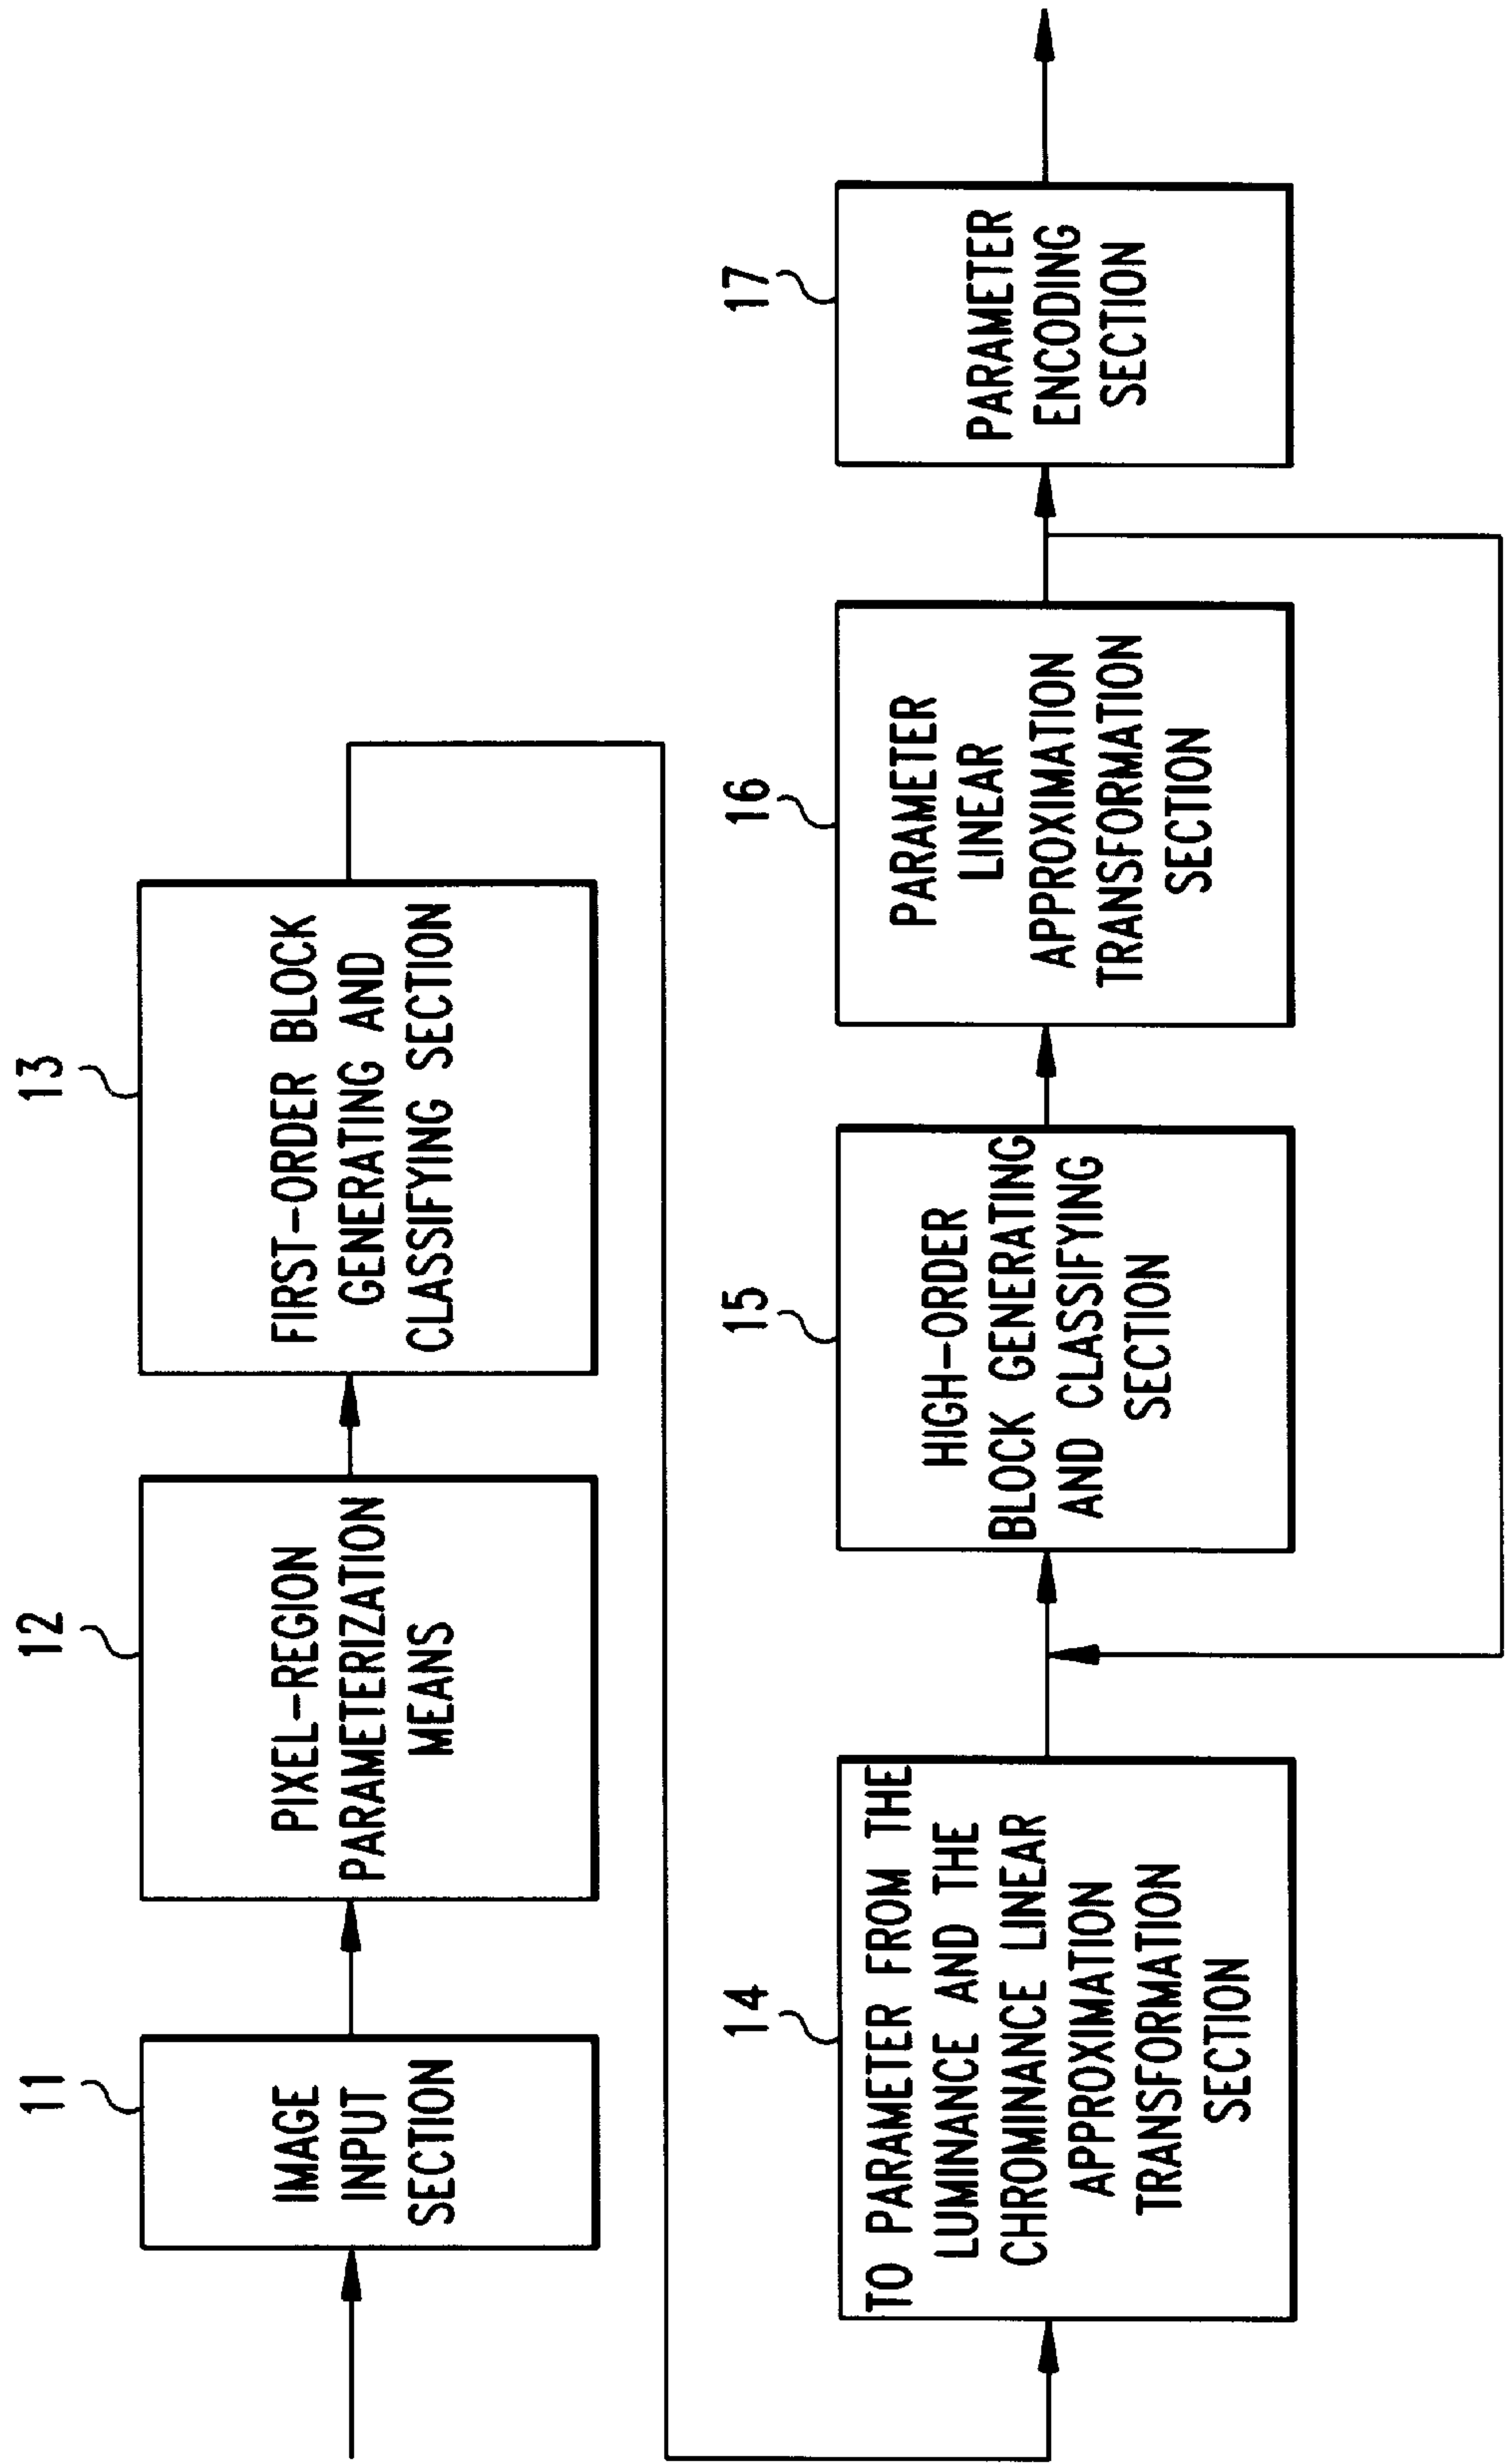 11
IMAGE
INPUT
SECTION
12
PIXEL-REGION
PARAMETERIZATION
MEANS
13
FIRST-ORDER BLOCK
GENERATING AND
CLASSIFYING SECTION
14
TO PARAMETER FROM THE
LUMINANCE AND THE
CHROMINANCE LINEAR
APPROXIMATION
TRANSFORMATION
SECTION
15
HIGH-ORDER
BLOCK GENERATING
AND CLASSIFYING
SECTION
16
PARAMETER
LINEAR
APPROXIMATION
TRANSFORMATION
SECTION
17
PARAMETER
ENCODING
SECTION